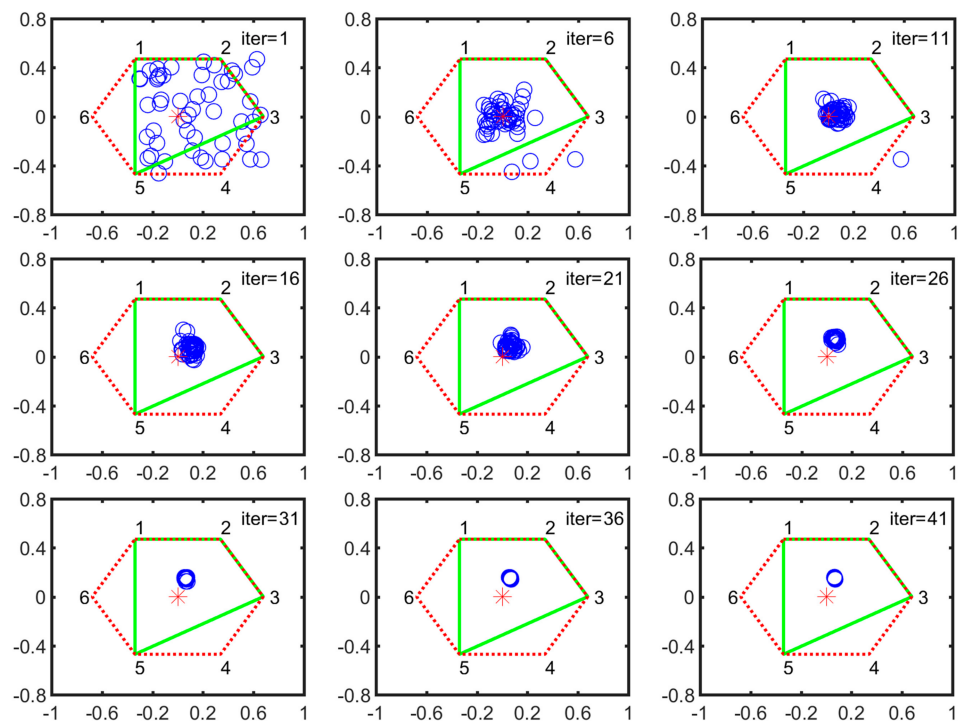 0.8 iter=1 0.8 iter=6 0.8 iter=11
1 2 1 2 1 2
0.4 0.4 0.4
0 6 3 0 6 3 0 6 3
-0.4 -0.4 -0.4
5 4 5 4 5 4
-0.8 -0.8 -0.8
-1 -0.6 -0.2 0.2 0.6 1 -1 -0.6 -0.2 0.2 0.6 1 -1 -0.6 -0.2 0.2 0.6 1
0.8 iter=16 0.8 iter=21 0.8 iter=26
1 2 1 2 1 2
0.4 0.4 0.4
0 6 3 0 6 3 0 6 3
-0.4 -0.4 -0.4
5 4 5 4 5 4
-0.8 -0.8 -0.8
-1 -0.6 -0.2 0.2 0.6 1 -1 -0.6 -0.2 0.2 0.6 1 -1 -0.6 -0.2 0.2 0.6 1
0.8 iter=31 0.8 iter=36 0.8 iter=41
1 2 1 2 1 2
0.4 0.4 0.4
0 6 3 0 6 3 0 6 3
-0.4 -0.4 -0.4
5 4 5 4 5 4
-0.8 -0.8 -0.8
-1 -0.6 -0.2 0.2 0.6 1 -1 -0.6 -0.2 0.2 0.6 1 -1 -0.6 -0.2 0.2 0.6 1